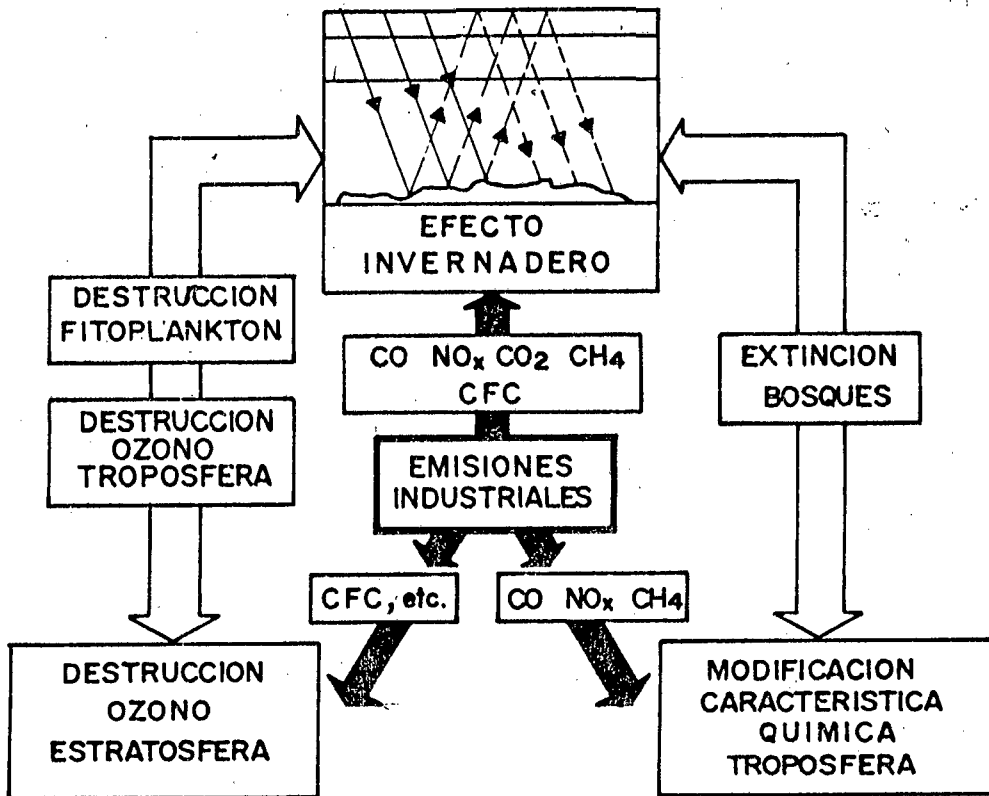 EFECTO
INVERNADERO
DESTRUCCION
FITOPLANKTON
CO NOx CO2 CH4
CFC
EXTINCION
BOSQUES
DESTRUCCION
OZONO
TROPOSFERA
EMISIONES
INDUSTRIALES
CFC, etc.
CO NOx CH4
DESTRUCCION
OZONO
ESTRATOSFERA
MODIFICACION
CARACTERISTICA
QUIMICA
TROPOSFERA